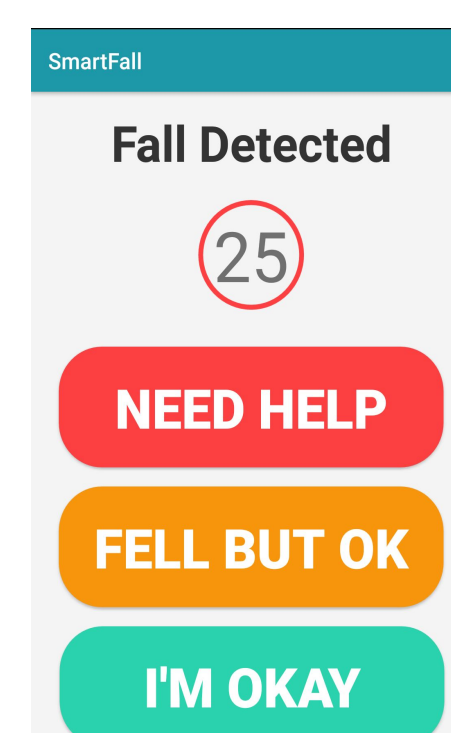 SmartFall
Fall Detected
25
NEED HELP
FELL BUT OK
I'M OKAY